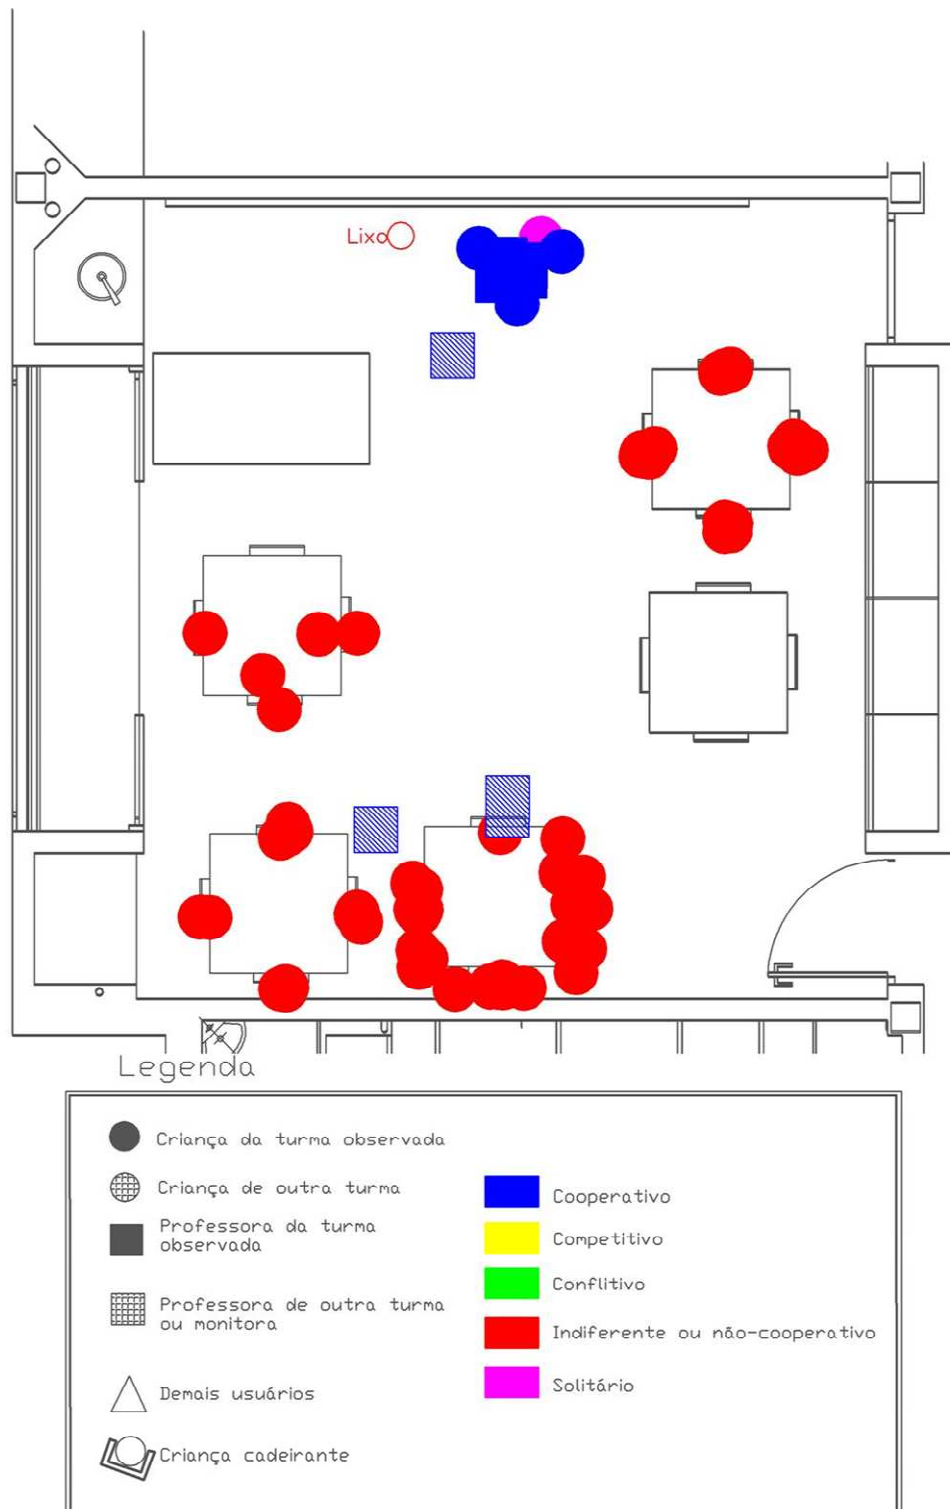 Lixo
Legenda
Criança da turma observada
Criança de outra turma
Professora da turma
observada
Professora de outra turma
ou monitora
Demais usuários
Criança cadeirante
Cooperativo
Competitivo
Conflitivo
Indiferente ou não-cooperativo
Solitário